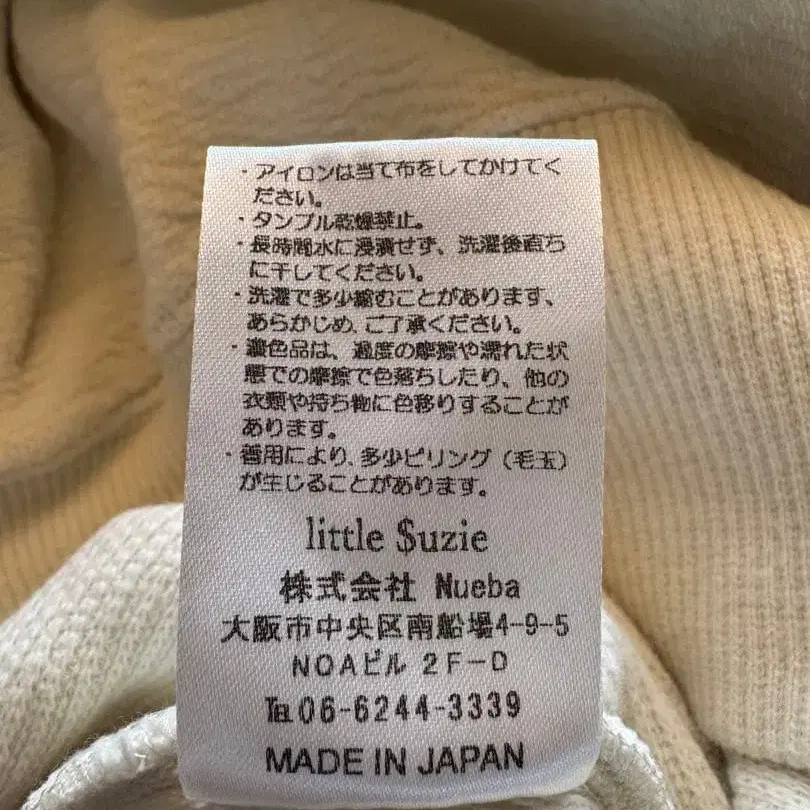 ・アイロンは当て布をしてかけてく
ださい。
・タンブル乾燥禁止。
・長時間水に浸漬せず、洗濯後直ち
に干してください。
・洗濯で多少縮むことがあります、
あらかじめ、ご了承ください。
・濃色品は、過度の摩擦や濡れた状
態での摩擦で色落ちしたり、他の
衣類や持ち物に色移りすることが
あります。
・着用により、多少ピリング（毛玉）
が生じることがあります。
little $uzie
株式会社 Nueba
大阪市中央区南船場4-9-5
NOAビル 2F-D
℡06-6244-3339
MADE IN JAPAN